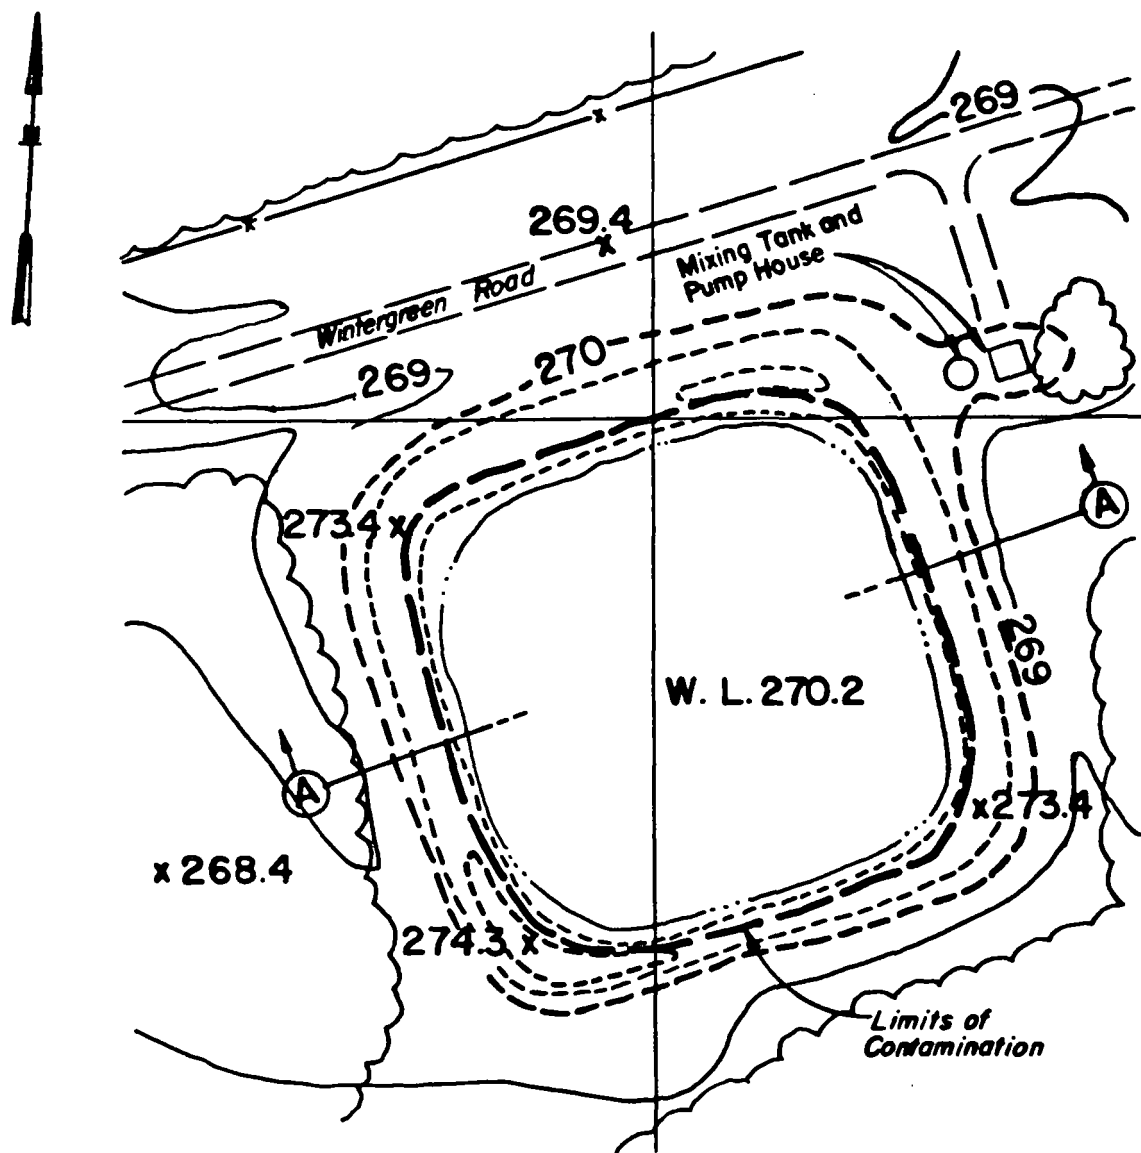 269
269.4
Mixing Tank and
Pump House
Wintergreen Road
270
269
A
273.4
269
W. L. 270.2
A
273.4
268.4
274.3
Limits of
Contamination